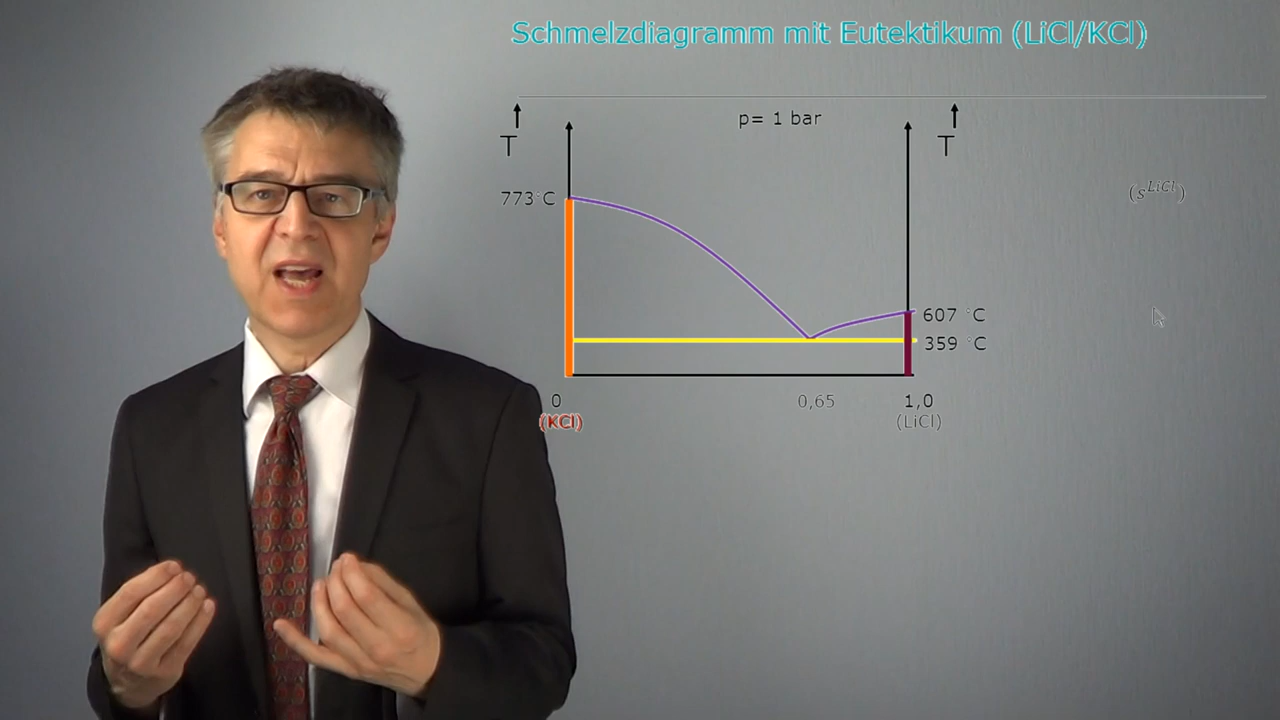 Schmelzdiagramm mit Eutektikum (LiCl/KCl)
p= 1 bar
T
T
773°C
(s^LiCl)
607 °C
359 °C
0
0,65
1,0
(KCl)
(LiCl)